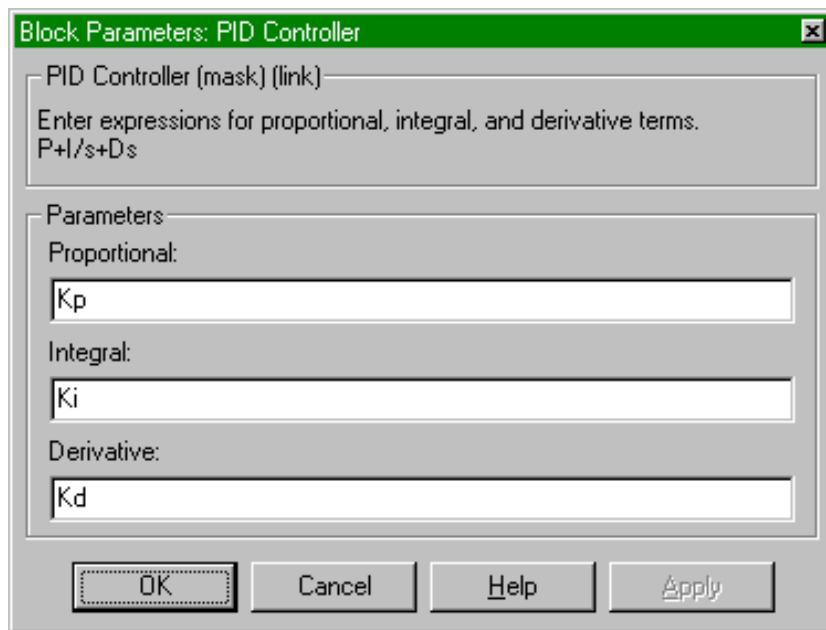 Block Parameters: PID Controller
PID Controller (mask) (link)
Enter expressions for proportional, integral, and derivative terms.
P+I/s+Ds
Parameters
Proportional:
Kp
Integral:
Ki
Derivative:
Kd
OK Cancel Help Apply